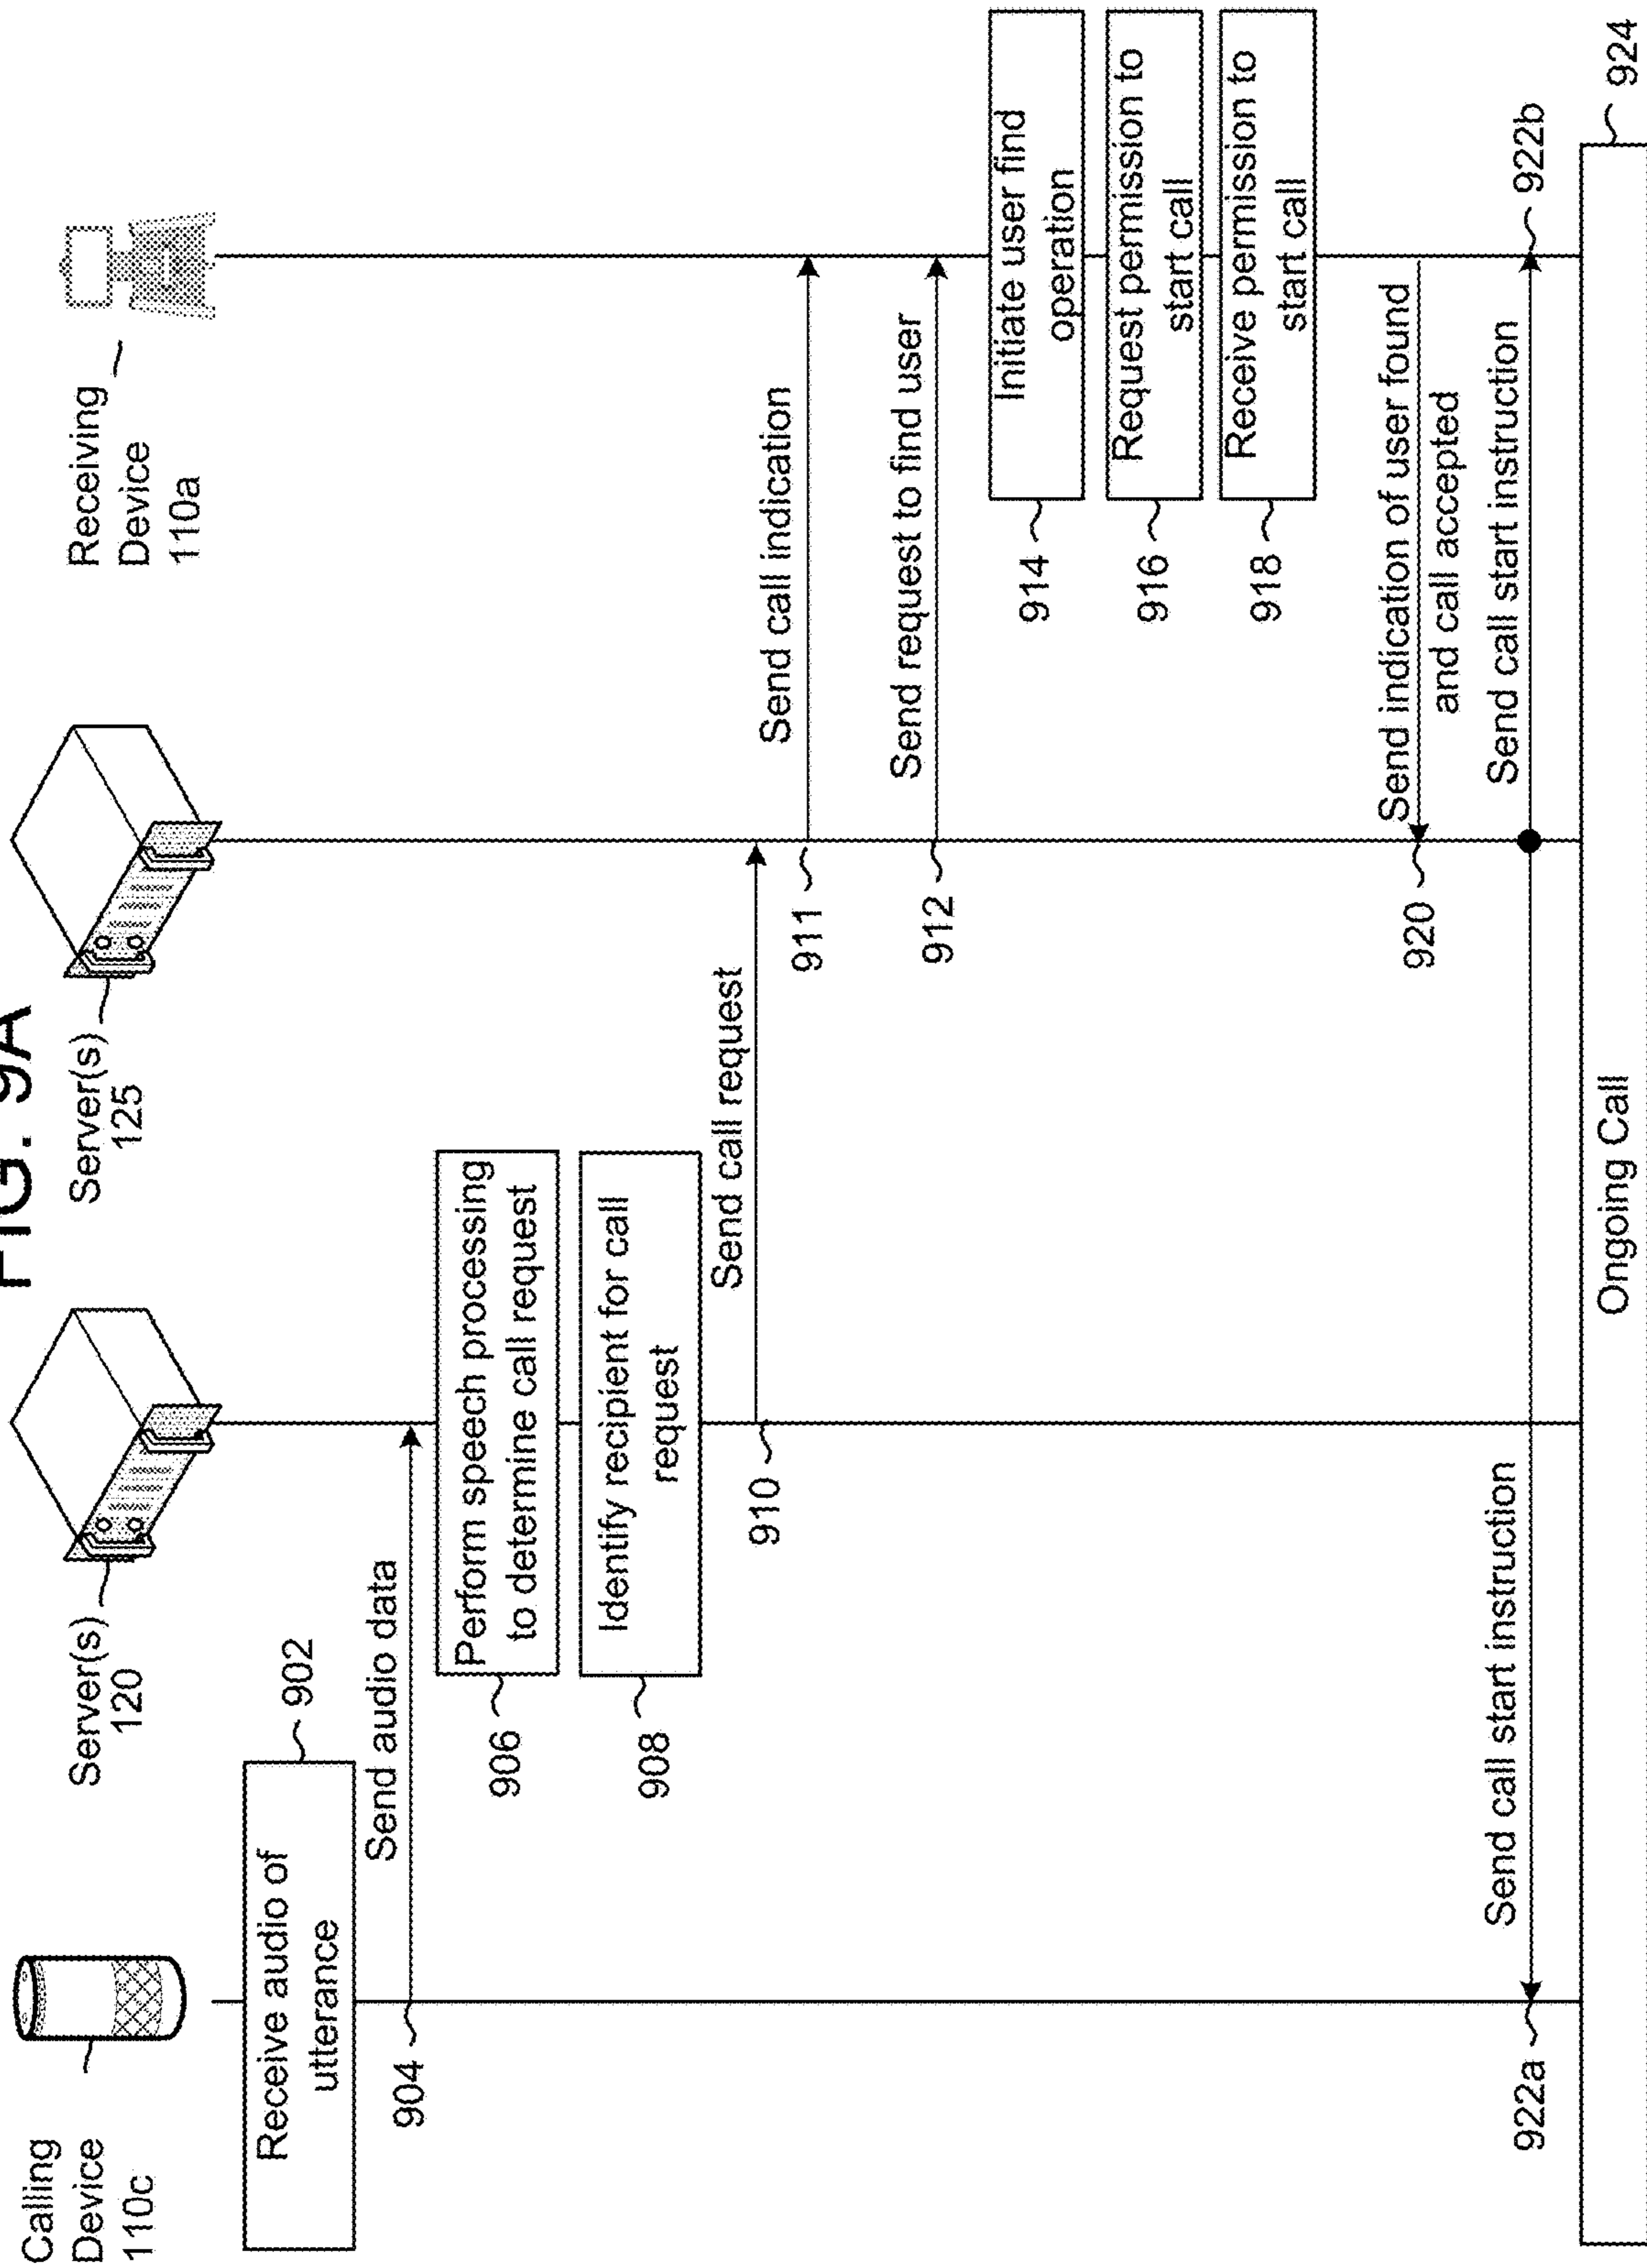 FIG. 9A
Calling
Device
110c
Server(s)
120
Server(s)
125
Receiving
Device
110a
Receive audio of
utterance
902
Send audio data
904
Perform speech processing
to determine call request
906
Identify recipient for call
request
908
Send call request
910
Send call indication
911
Send request to find user
912
Initiate user find
operation
914
Request permission to
start call
916
Receive permission to
start call
918
Send indication of user found
and call accepted
920
Send call start instruction
922a
Send call start instruction
922b
Ongoing Call
924